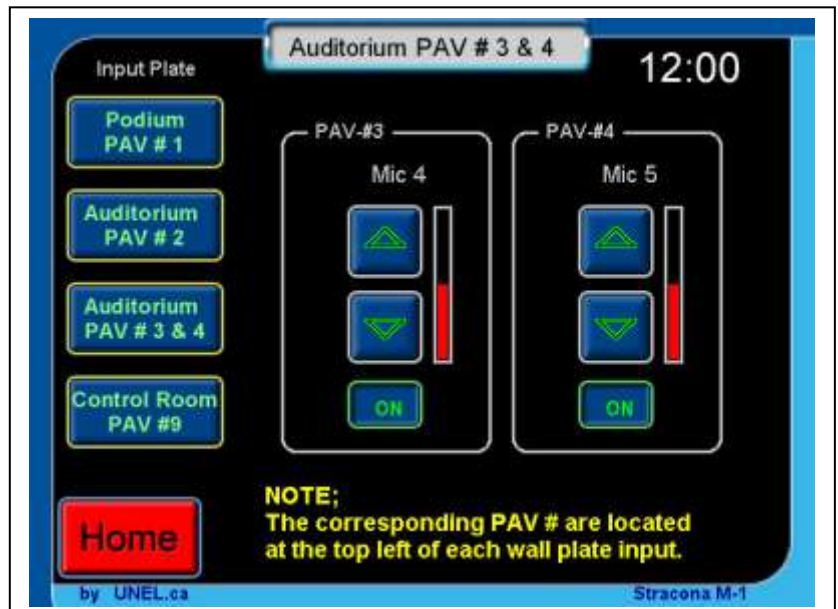 Auditorium PAV # 3 & 4
12:00
Input Plate
Podium
PAV # 1
Auditorium
PAV # 2
Auditorium
PAV # 3 & 4
Control Room
PAV #9
Home
PAV-#3
Mic 4
ON
PAV-#4
Mic 5
ON
NOTE;
The corresponding PAV # are located
at the top left of each wall plate input.
by UNEL.ca
Stracona M-1